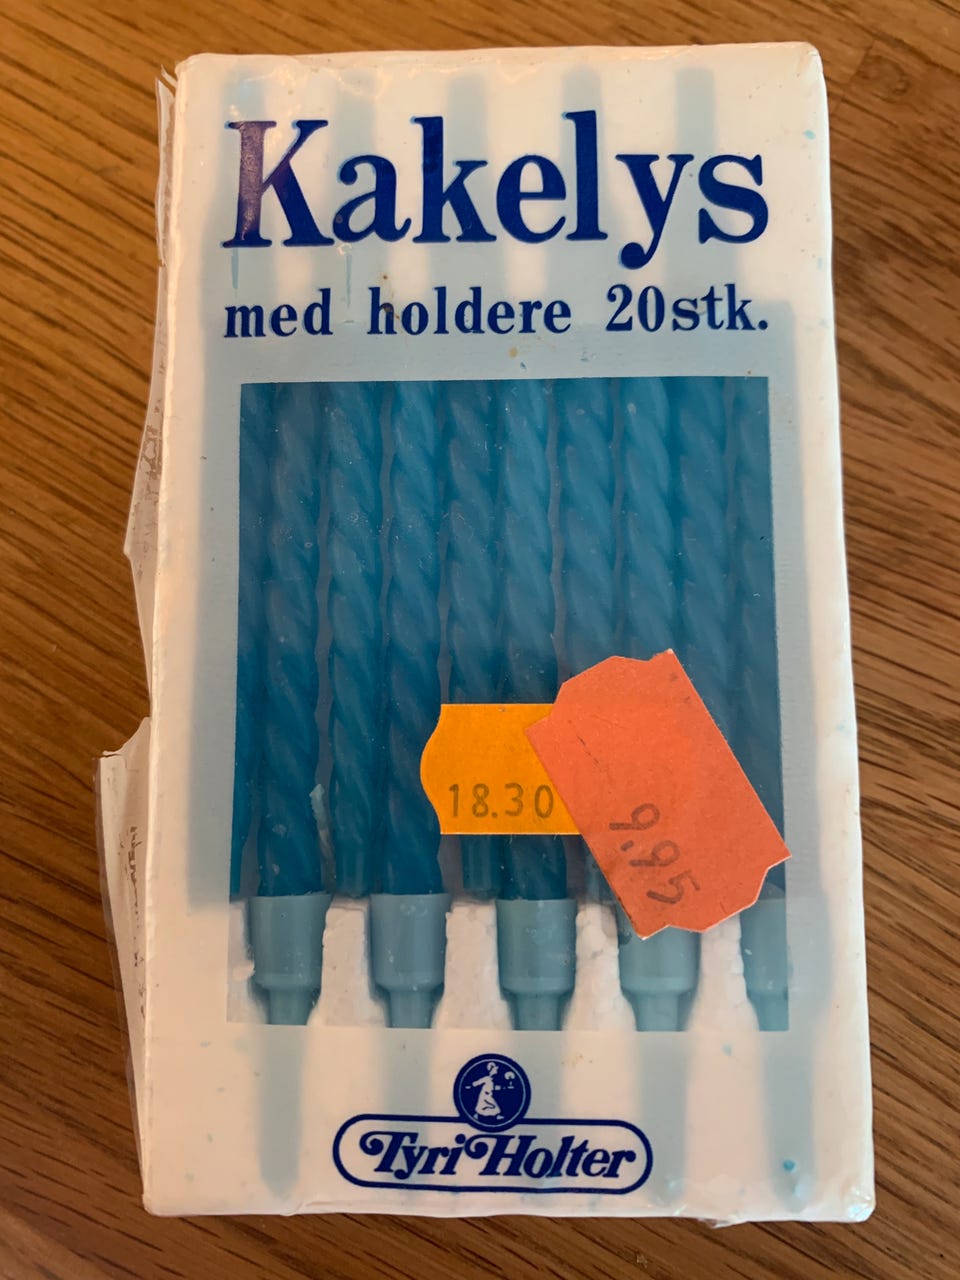 Kakelys
med holdere 20stk.
18.30
9.95
Tyri Holter